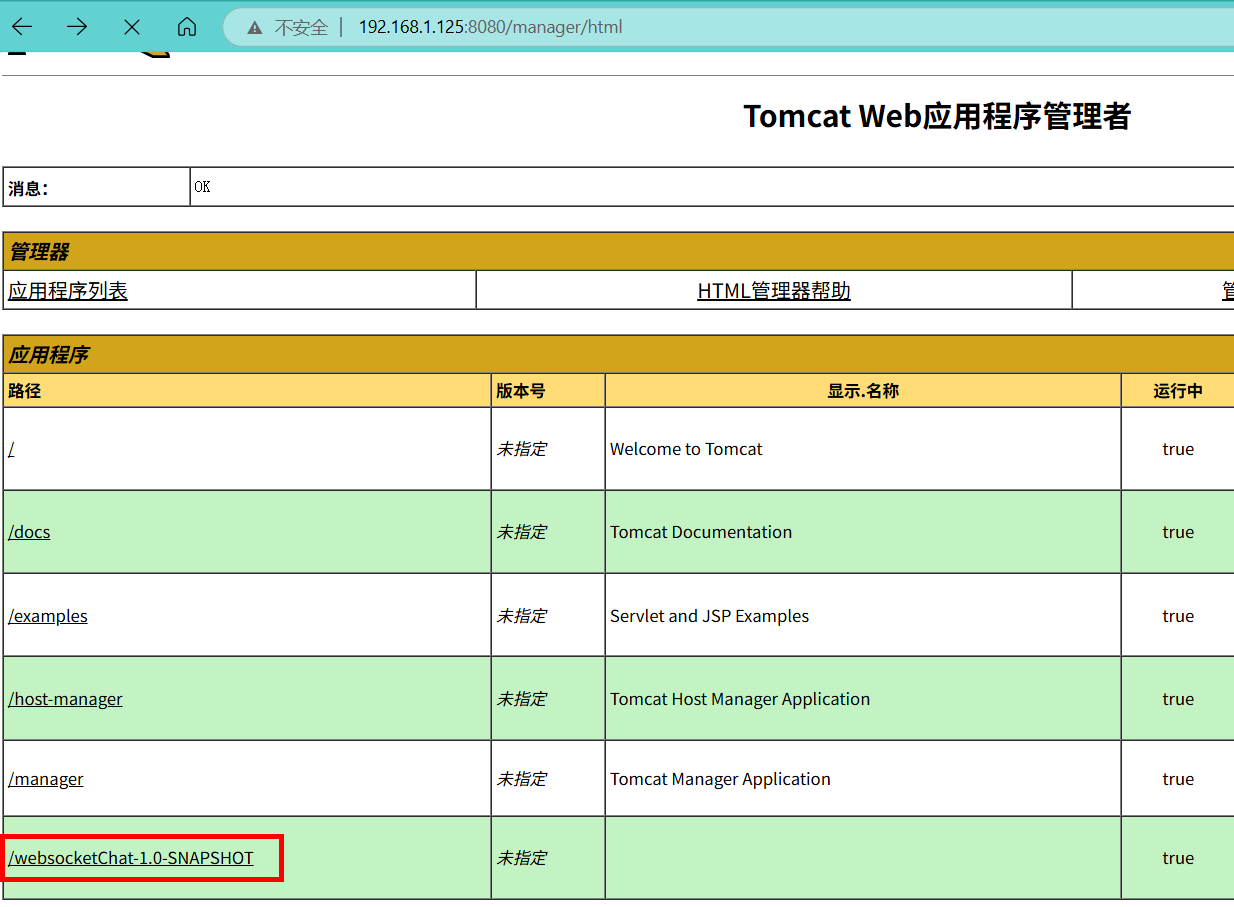 不安全 | 192.168.1.125:8080/manager/html
Tomcat Web应用程序管理者
消息： OK
管理器
应用程序列表 HTML管理器帮助
应用程序
路径 版本号 显示.名称 运行中
/ 未指定 Welcome to Tomcat true
/docs 未指定 Tomcat Documentation true
/examples 未指定 Servlet and JSP Examples true
/host-manager 未指定 Tomcat Host Manager Application true
/manager 未指定 Tomcat Manager Application true
/websocketChat-1.0-SNAPSHOT 未指定 true